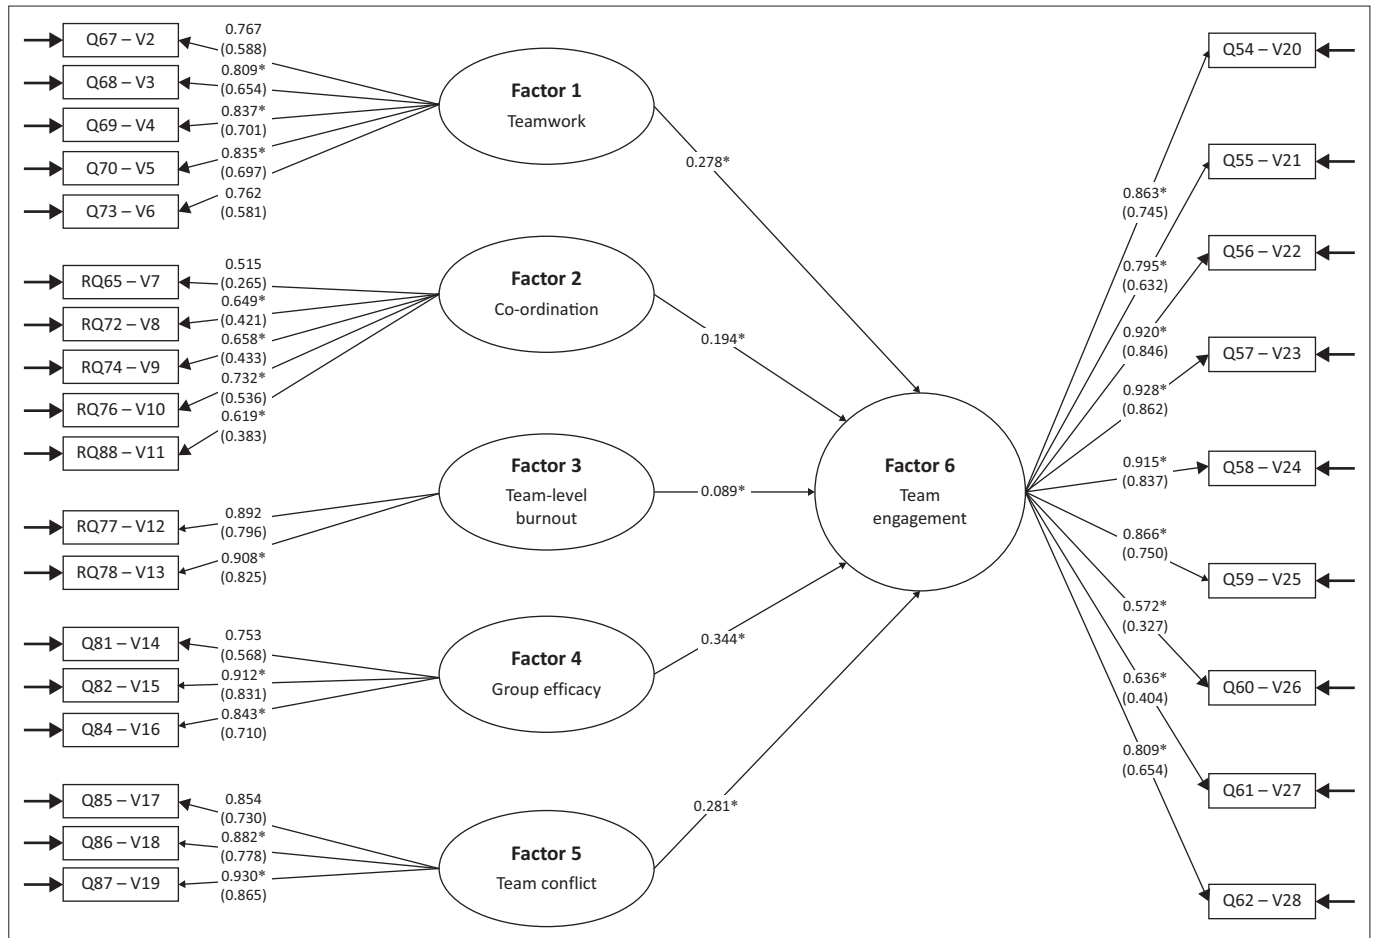 Q67 – V2
0.767
(0.588)
Q68 – V3
0.809*
(0.654)
Q69 – V4
0.837*
(0.701)
Q70 – V5
0.835*
(0.697)
Q73 – V6
0.762
(0.581)
Factor 1
Teamwork
0.278*
RQ65 – V7
0.515
(0.265)
RQ72 – V8
0.649*
(0.421)
RQ74 – V9
0.658*
(0.433)
RQ76 – V10
0.732*
(0.536)
RQ88 – V11
0.619*
(0.383)
Factor 2
Co-ordination
0.194*
RQ77 – V12
0.892
(0.796)
RQ78 – V13
0.908*
(0.825)
Factor 3
Team-level
burnout
0.089*
Q81 – V14
0.753
(0.568)
Q82 – V15
0.912*
(0.831)
Q84 – V16
0.843*
(0.710)
Factor 4
Group efficacy
0.344*
Q85 – V17
0.854
(0.730)
Q86 – V18
0.882*
(0.778)
Q87 – V19
0.930*
(0.865)
Factor 5
Team conflict
0.281*
Factor 6
Team
engagement
0.863*
(0.745)
Q54 – V20
0.795*
(0.632)
Q55 – V21
0.920*
(0.846)
Q56 – V22
0.928*
(0.862)
Q57 – V23
0.915*
(0.837)
Q58 – V24
0.866*
(0.750)
Q59 – V25
0.572*
(0.327)
Q60 – V26
0.636*
(0.404)
Q61 – V27
0.809*
(0.654)
Q62 – V28